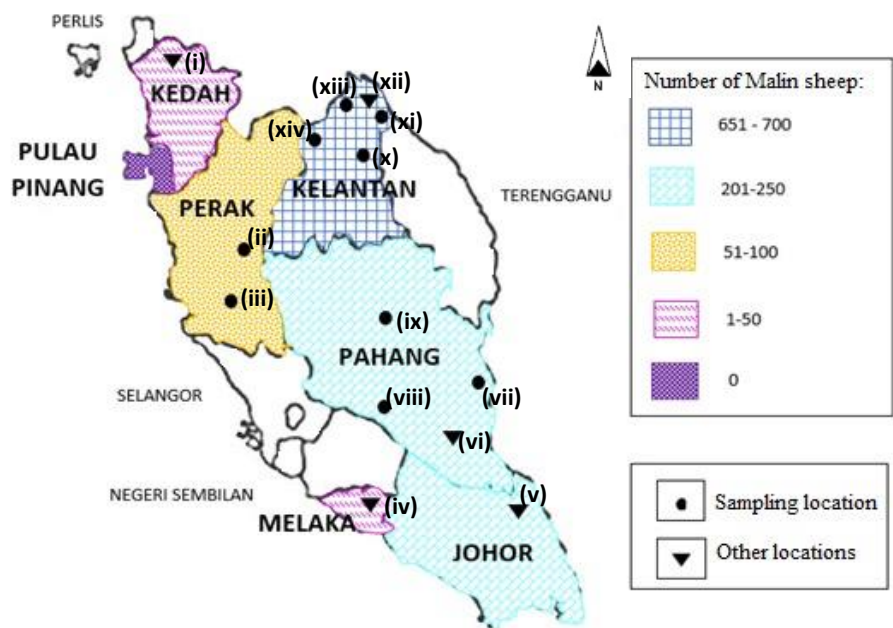 PERLIS
(i)
KEDAH
(xii)
(xiii)
(xi)
(xiv)
(x)
PULAU
PINANG
KELANTAN
TERENGGANU
PERAK
(ii)
(iii)
(ix)
PAHANG
SELANGOR
(viii)
(vii)
(vi)
NEGERI SEMBILAN
(iv)
(v)
MELAKA
JOHOR
N
Number of Malin sheep:
651 - 700
201-250
51-100
1-50
0
Sampling location
Other locations